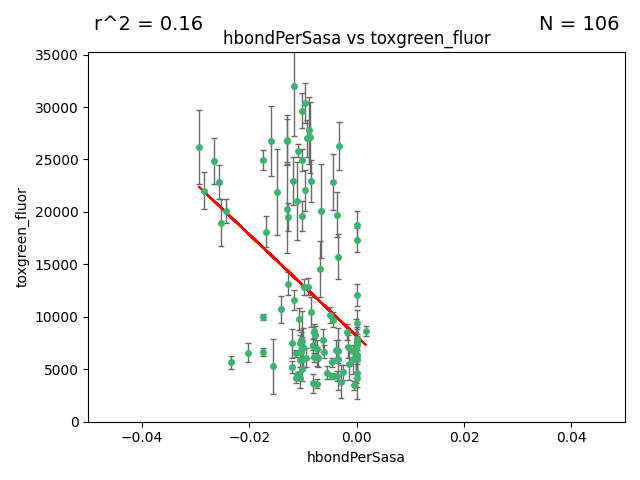 r^2 = 0.16
N = 106
hbondPerSasa vs toxgreen_fluor
35000
30000
25000
20000
15000
10000
5000
0
toxgreen_fluor
−0.04
−0.02
0.00
0.02
0.04
hbondPerSasa